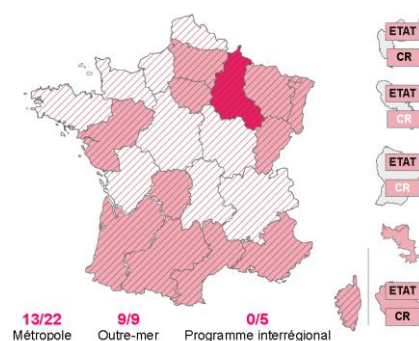 ETAT
CR
ETAT
CR
ETAT
CR
ETAT
CR
13/22
Métropole
9/9
Outre-mer
0/5
Programme interrégional